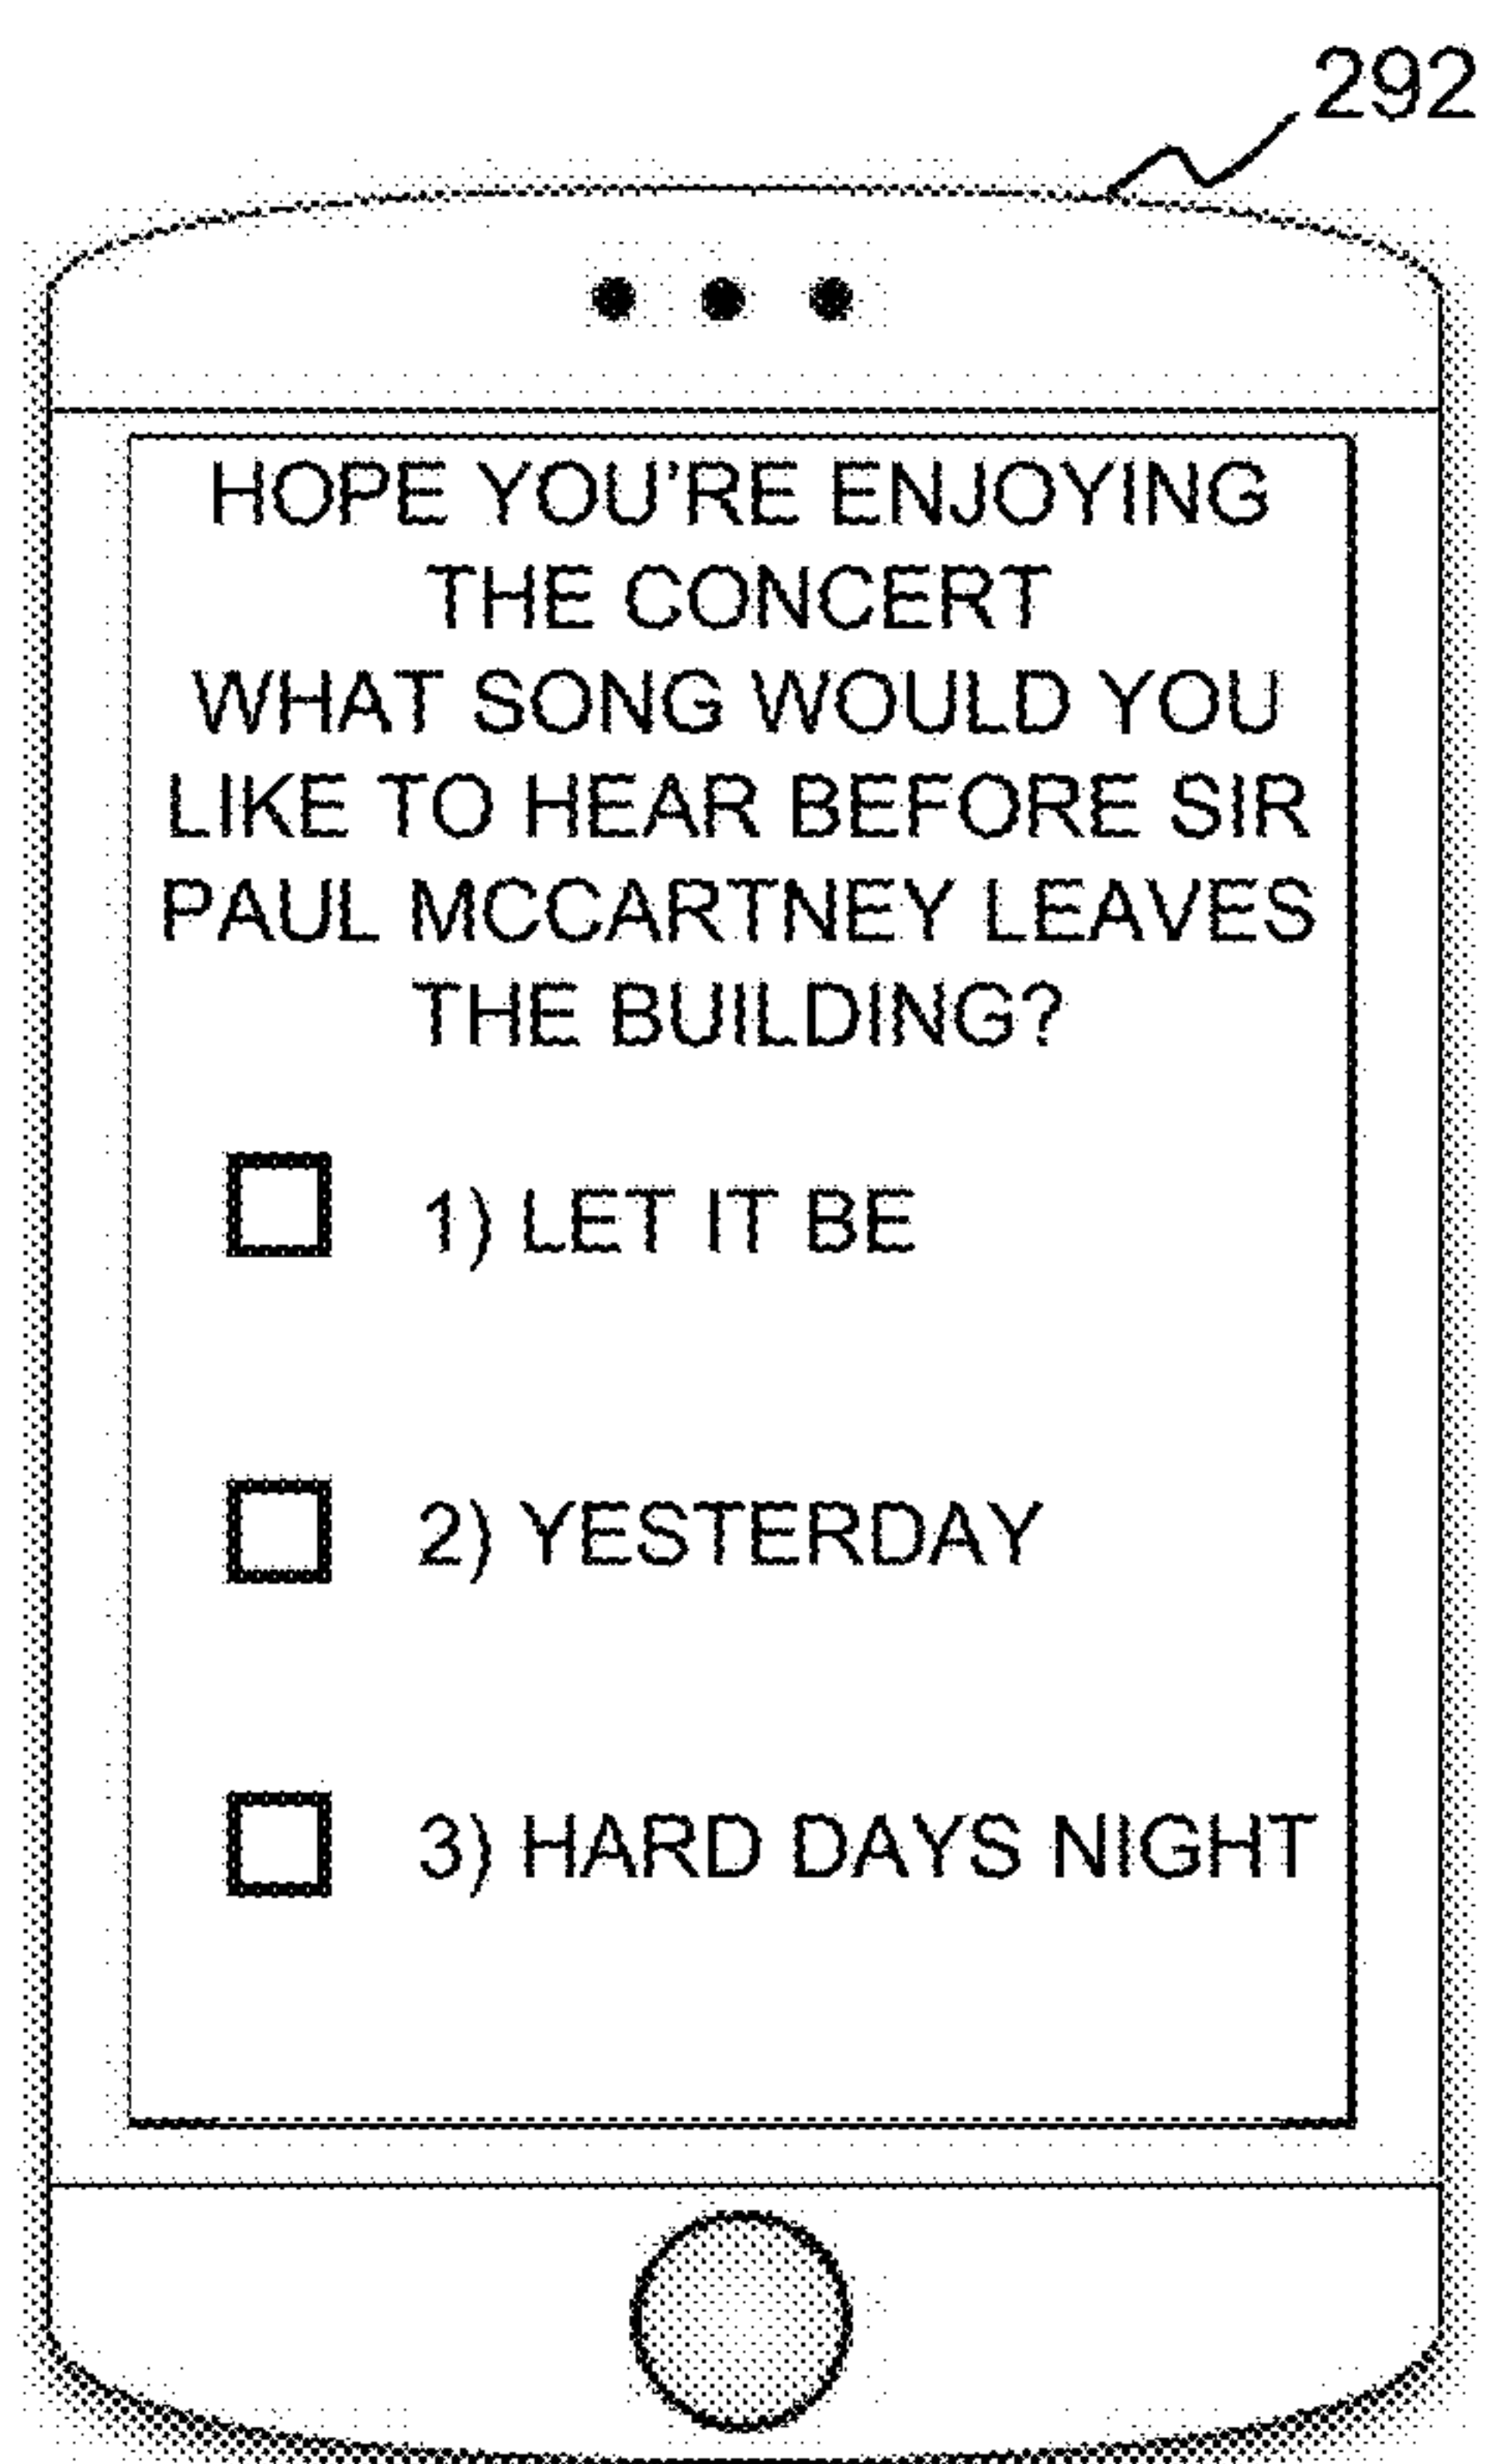 292
HOPE YOU'RE ENJOYING
THE CONCERT
WHAT SONG WOULD YOU
LIKE TO HEAR BEFORE SIR
PAUL MCCARTNEY LEAVES
THE BUILDING?
1) LET IT BE
2) YESTERDAY
3) HARD DAYS NIGHT